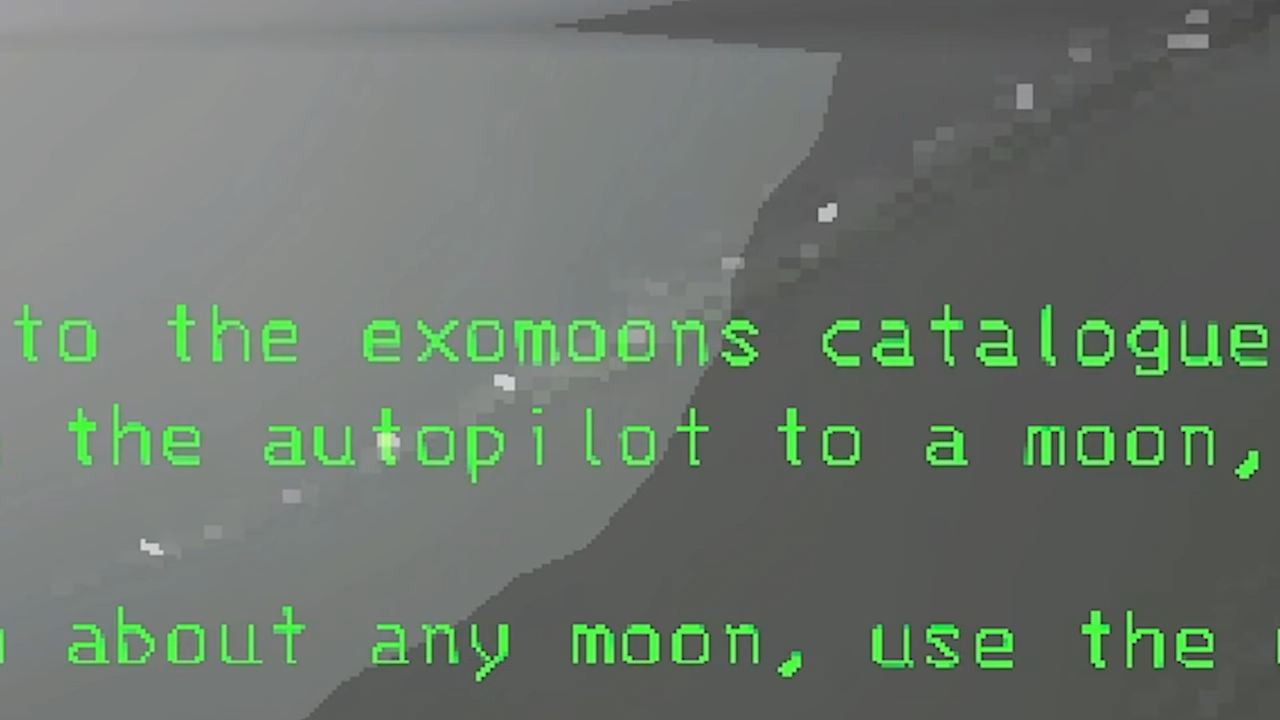 to the exomoons catalogue
the autopilot to a moon,
about any moon, use the